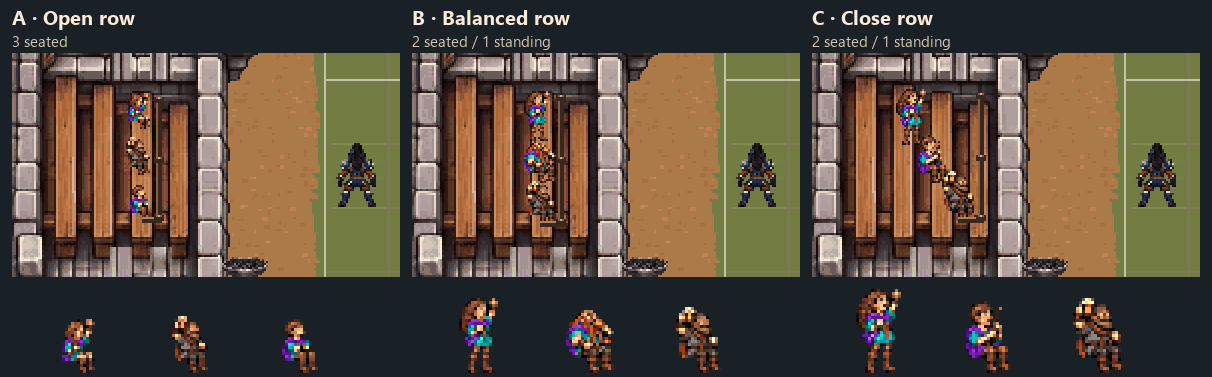 A · Open row
3 seated
B · Balanced row
2 seated / 1 standing
C · Close row
2 seated / 1 standing